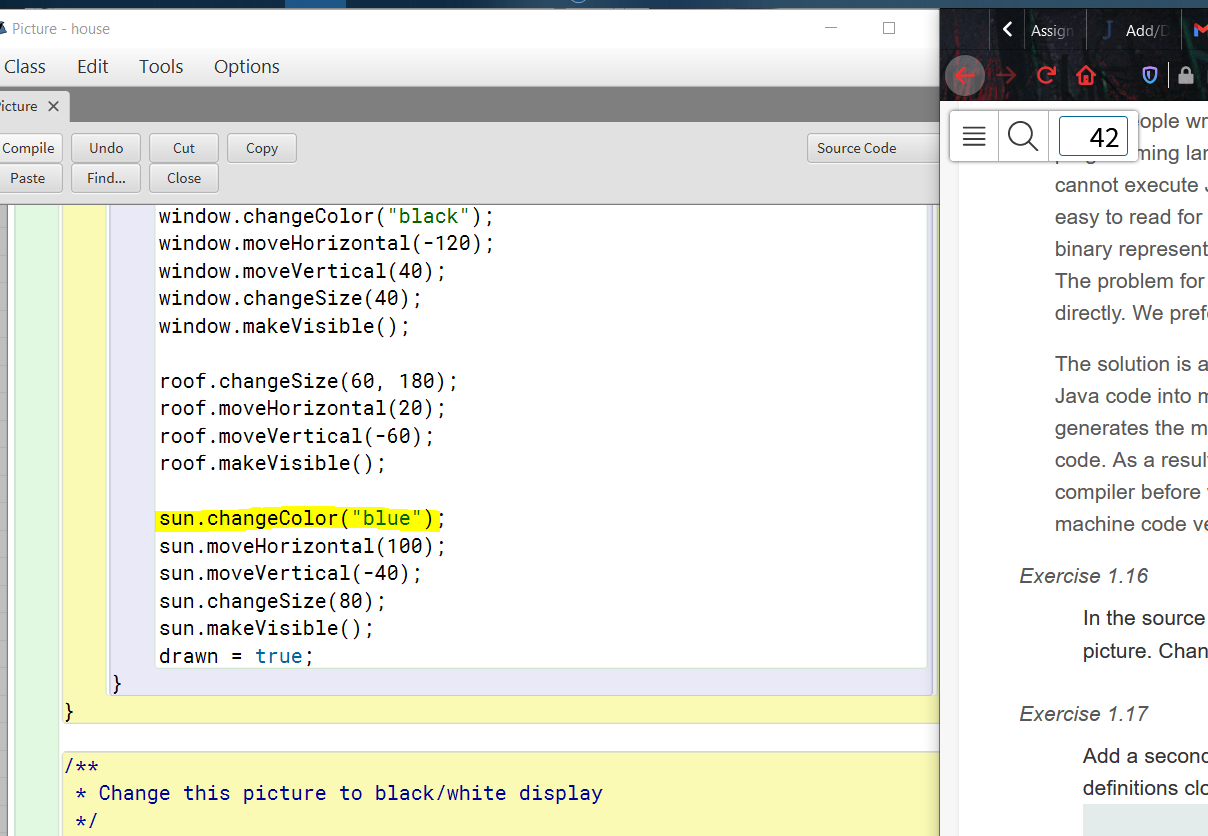 Picture - house
Class Edit Tools Options
icture
Compile Undo Cut Copy
Source Code
Paste Find... Close
window.changeColor("black");
window.moveHorizontal(-120);
window.moveVertical(40);
window.changeSize(40);
window.makeVisible();
roof.changeSize(60, 180);
roof.moveHorizontal(20);
roof.moveVertical(-60);
roof.makeVisible();
sun.changeColor("blue");
sun.moveHorizontal(100);
sun.moveVertical(-40);
sun.changeSize(80);
sun.makeVisible();
drawn = true;
}
}
/**
* Change this picture to black/white display
*/
Assign Add/D
42
eople wr
ming lan
cannot execute J
easy to read for
binary represent
The problem for
directly. We pref
The solution is a
Java code into m
generates the m
code. As a resul
compiler before
machine code ve
Exercise 1.16
In the source
picture. Chan
Exercise 1.17
Add a second
definitions clo